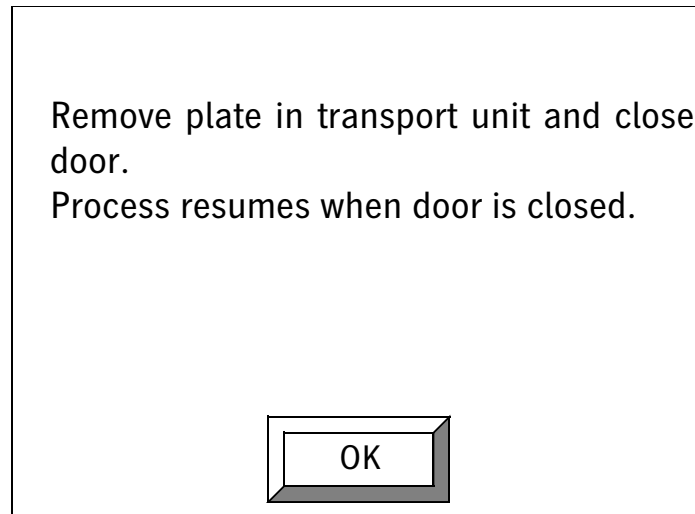 Remove plate in transport unit and close
door.
Process resumes when door is closed.
OK